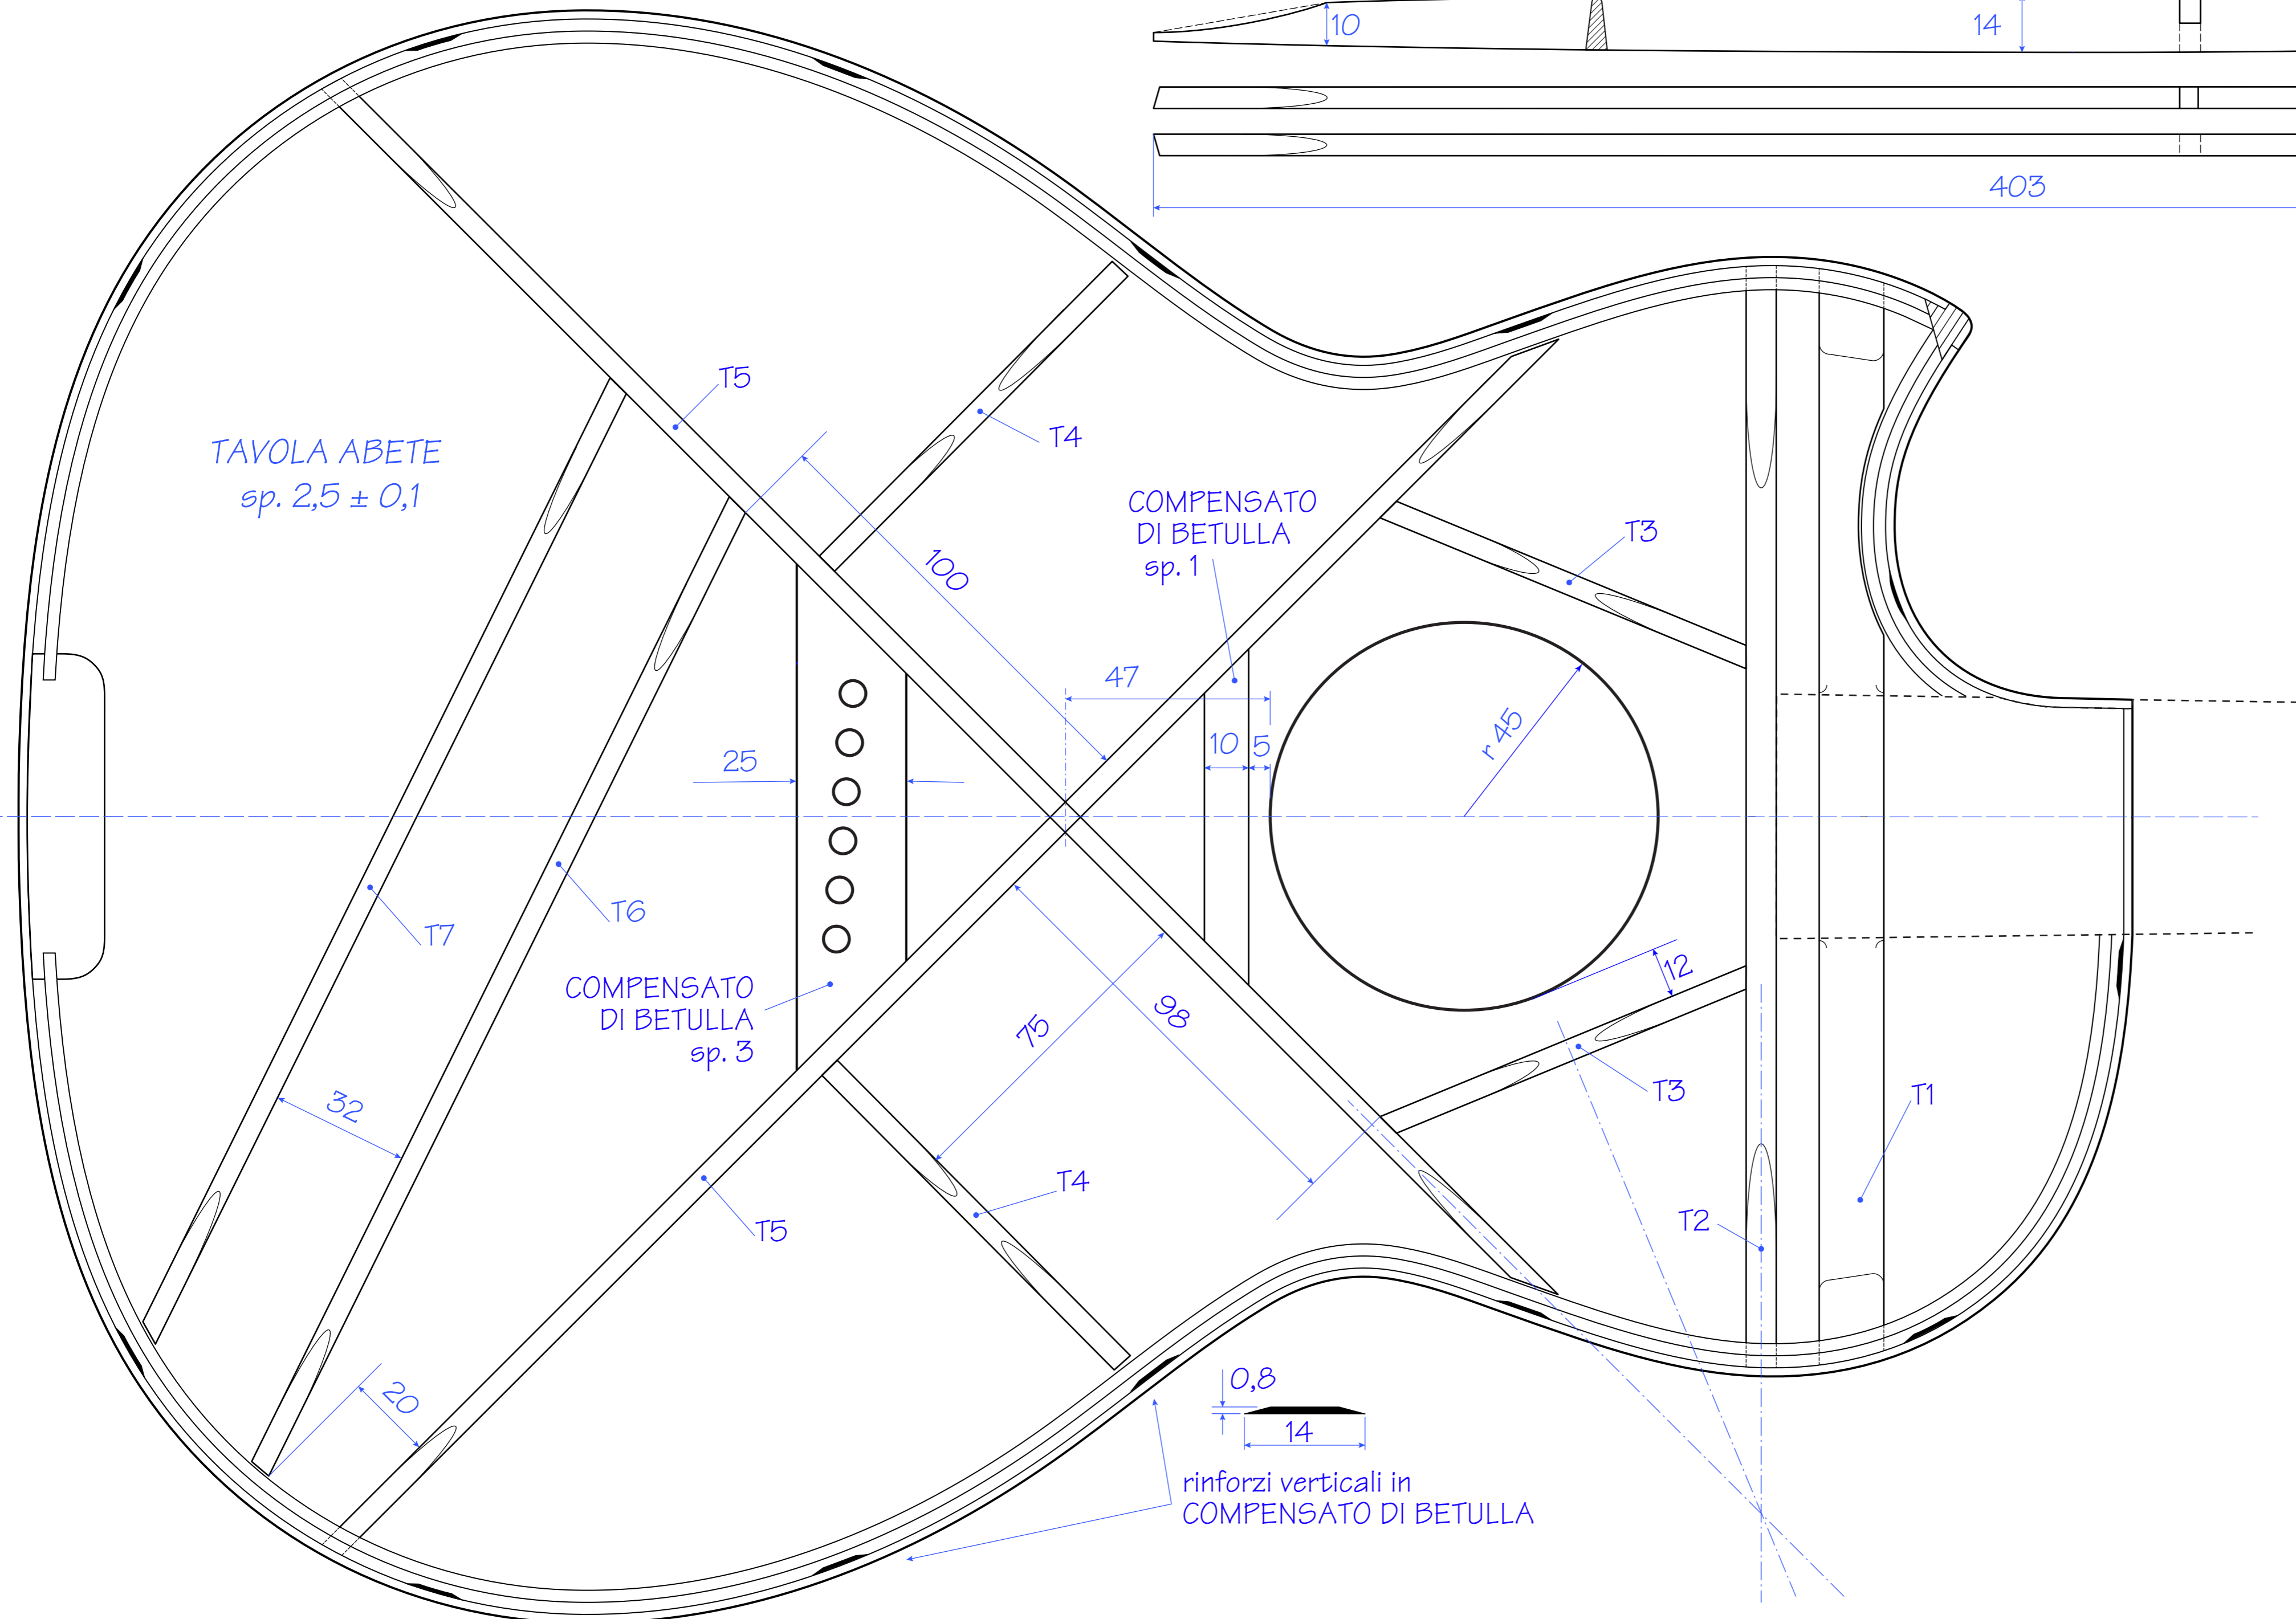 10
14
403
T5
T4
TAVOLA ABETE
sp. 2,5 ± 0,1
COMPENSATO
DI BETULLA
sp. 1
T3
100
47
r 45
10
5
25
T7
T6
COMPENSATO
DI BETULLA
sp. 3
75
98
12
T3
T1
32
T4
T2
T5
20
0,8
14
rinforzi verticali in
COMPENSATO DI BETULLA